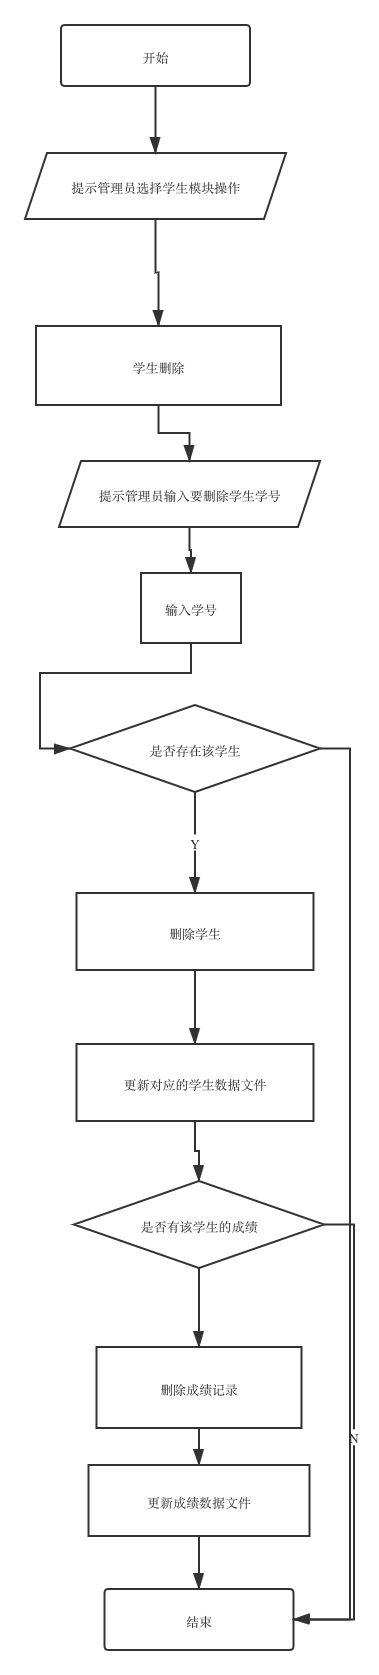 开始
提示管理员选择学生模块操作
学生删除
提示管理员输入要删除学生学号
输入学号
是否存在该学生
Y
删除学生
更新对应的学生数据文件
是否有该学生的成绩
删除成绩记录
N
更新成绩数据文件
结束